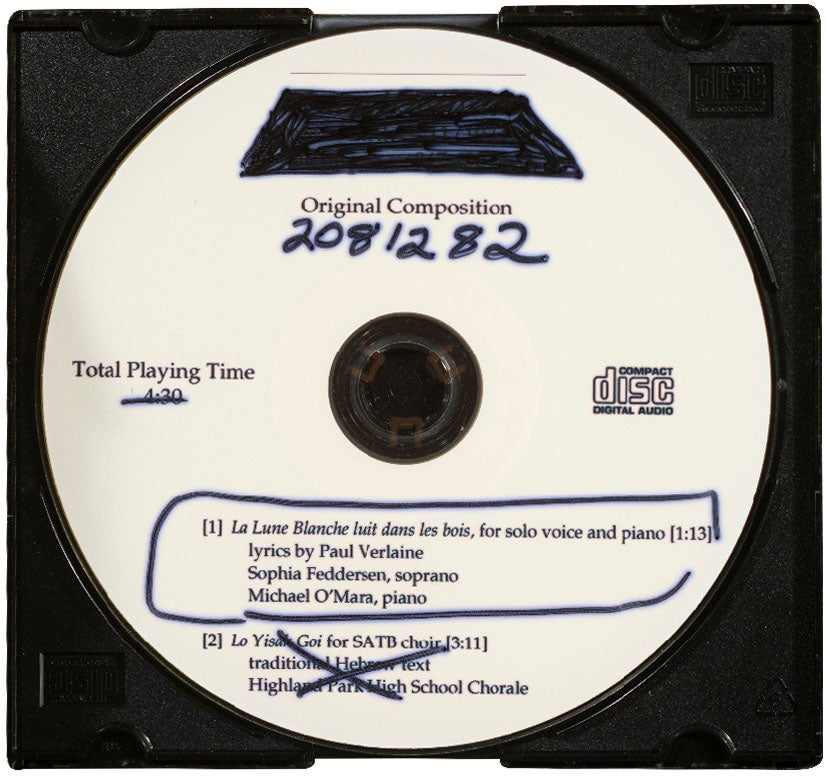 Original Composition
2081282
Total Playing Time
4:30
COMPACT
disc
DIGITAL AUDIO
[1] La Lune Blanche luit dans les bois, for solo voice and piano [1:13]
lyrics by Paul Verlaine
Sophia Feddersen, soprano
Michael O'Mara, piano
[2] Lo Yisah Goi for SATB choir [3:11]
traditional Hebrew text
Highland Park High School Chorale